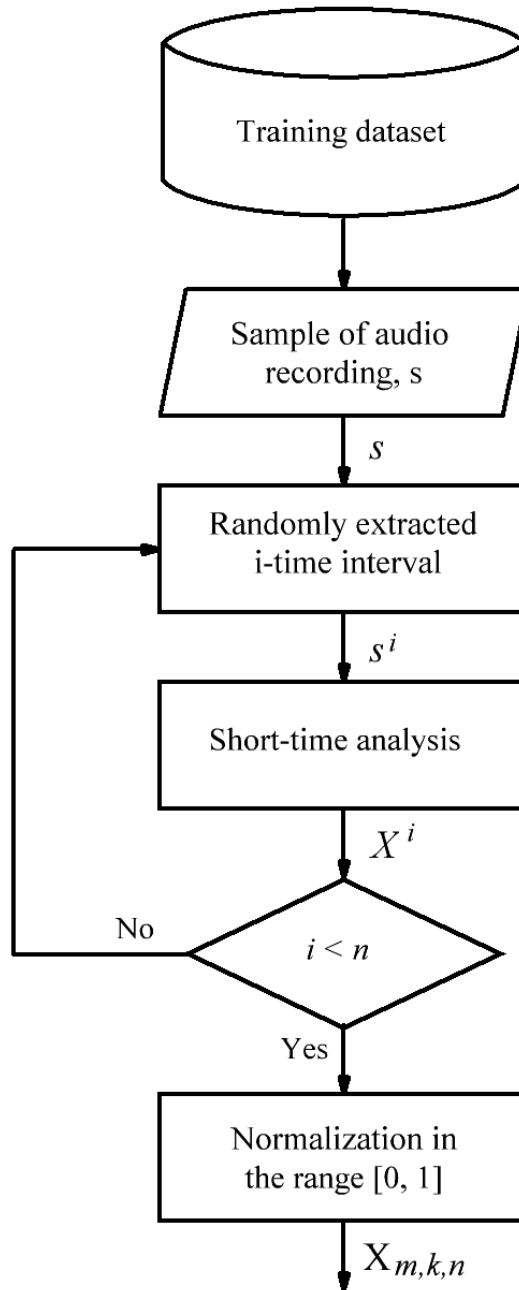 Training dataset
Sample of audio
recording, s
s
Randomly extracted
i-time interval
s^i
Short-time analysis
X^i
No
i < n
Yes
Normalization in
the range [0, 1]
X_{m,k,n}